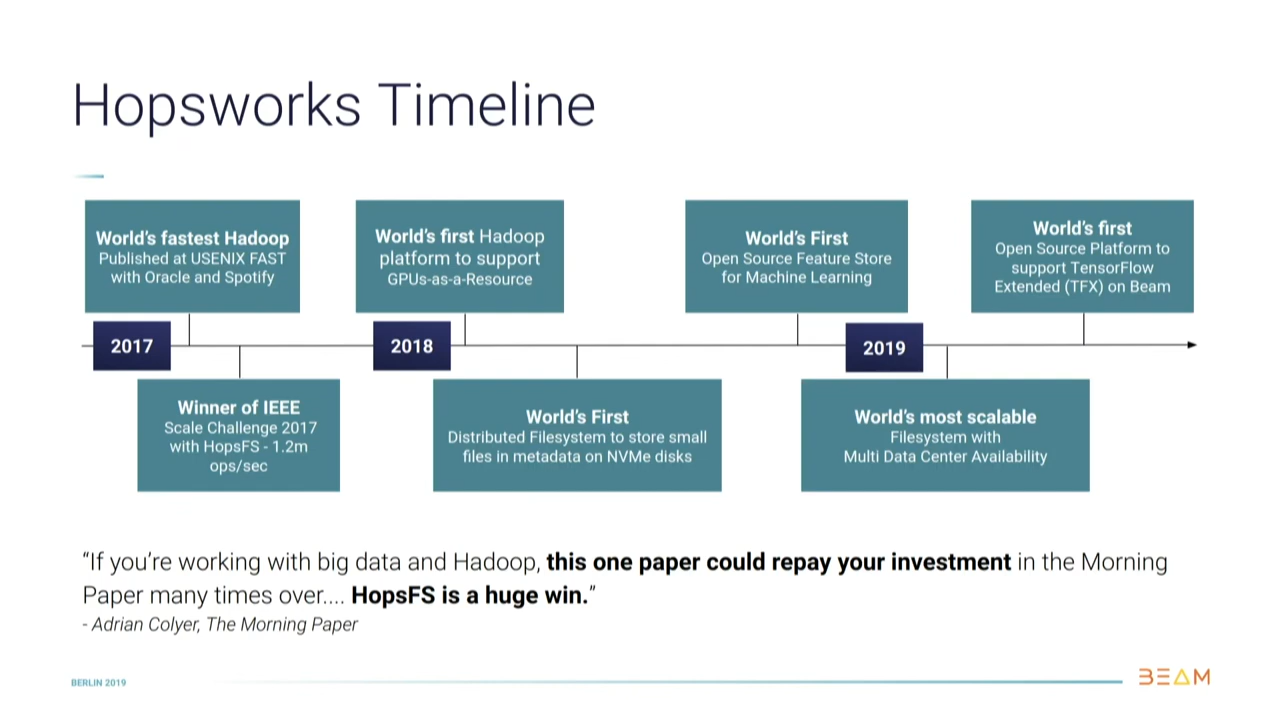 Hopsworks Timeline
World's fastest Hadoop
Published at USENIX FAST
with Oracle and Spotify
World's first Hadoop
platform to support
GPUs-as-a-Resource
World's First
Open Source Feature Store
for Machine Learning
World's first
Open Source Platform to
support TensorFlow
Extended (TFX) on Beam
2017
2018
2019
Winner of IEEE
Scale Challenge 2017
with HopsFS - 1.2m
ops/sec
World's First
Distributed Filesystem to store small
files in metadata on NVMe disks
World's most scalable
Filesystem with
Multi Data Center Availability
“If you're working with big data and Hadoop, this one paper could repay your investment in the Morning
Paper many times over.... HopsFS is a huge win.”
- Adrian Colyer, The Morning Paper
BERLIN 2019
BEAM